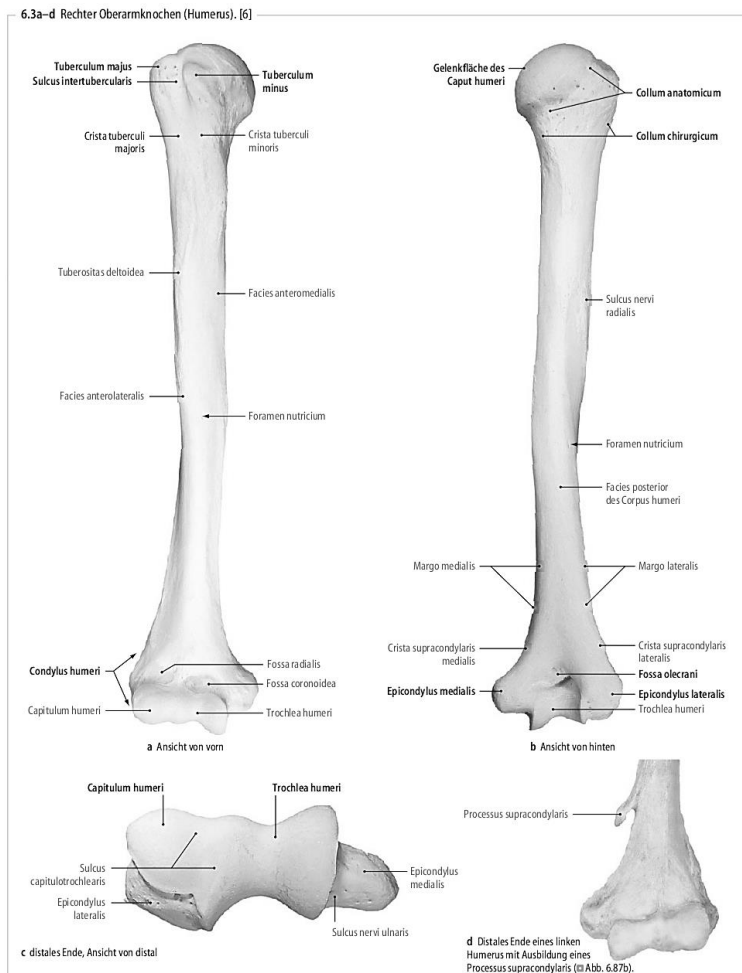 6.3a–d Rechter Oberarmknochen (Humerus). [6]
Tuberculum majus
Sulcus intertubercularis
Tuberculum
minus
Crista tuberculi
majoris
Crista tuberculi
minoris
Tuberositas deltoidea
Facies anteromedialis
Facies anterolateralis
Foramen nutricium
Condylus humeri
Fossa radialis
Fossa coronoidea
Capitulum humeri
Trochlea humeri
a Ansicht von vorn
Gelenkfläche des
Caput humeri
Collum anatomicum
Collum chirurgicum
Sulcus nervi
radialis
Foramen nutricium
Facies posterior
des Corpus humeri
Margo medialis
Margo lateralis
Crista supracondylaris
medialis
Crista supracondylaris
lateralis
Fossa olecrani
Epicondylus medialis
Epicondylus lateralis
Trochlea humeri
b Ansicht von hinten
Capitulum humeri
Trochlea humeri
Sulcus
capitulotrochlearis
Epicondylus
lateralis
Epicondylus
medialis
Sulcus nervi ulnaris
c distales Ende, Ansicht von distal
Processus supracondylaris
d Distales Ende eines linken
Humerus mit Ausbildung eines
Processus supracondylaris (Abb. 6.87b).